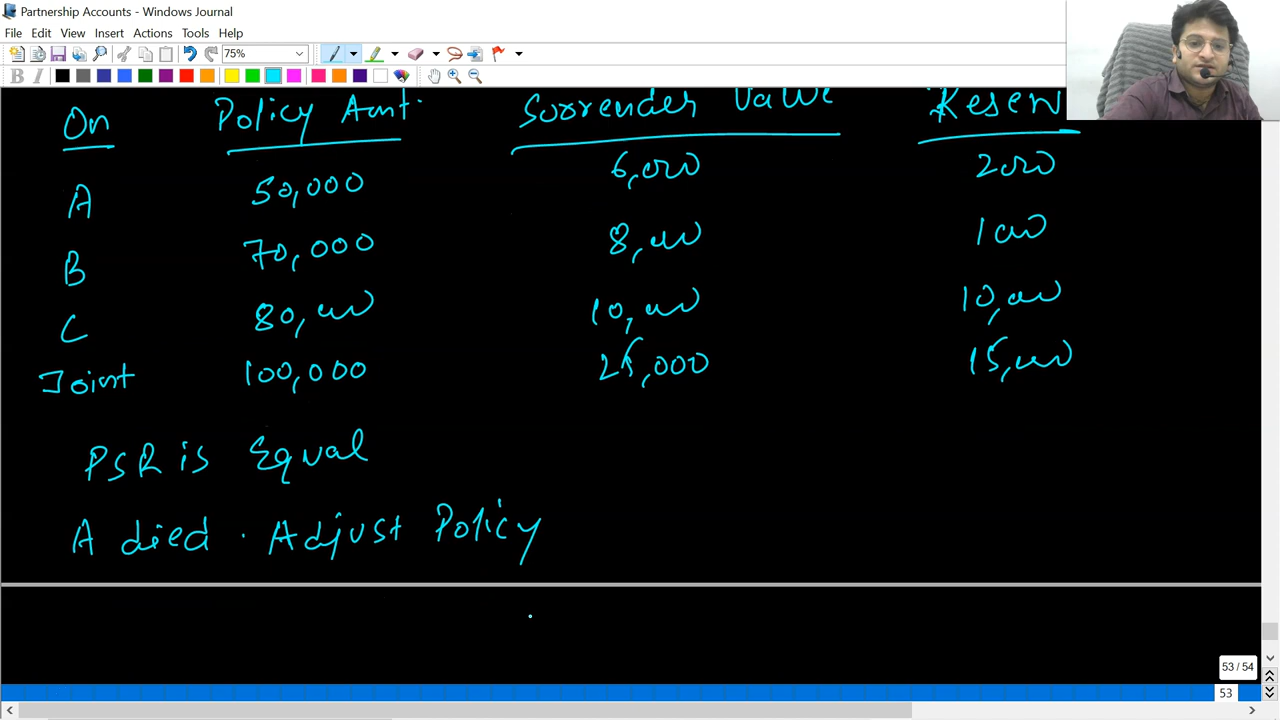 Partnership Accounts - Windows Journal
File Edit View Insert Actions Tools Help
75%
B I
On Policy Amt. Surrender Value Reserv
A 50,000 6,000 2000
B 70,000 8,000 1000
C 80,000 10,000 10,000
Joint 100,000 25,000 15,000
PSR is Equal
A died. Adjust Policy
53 / 54
53